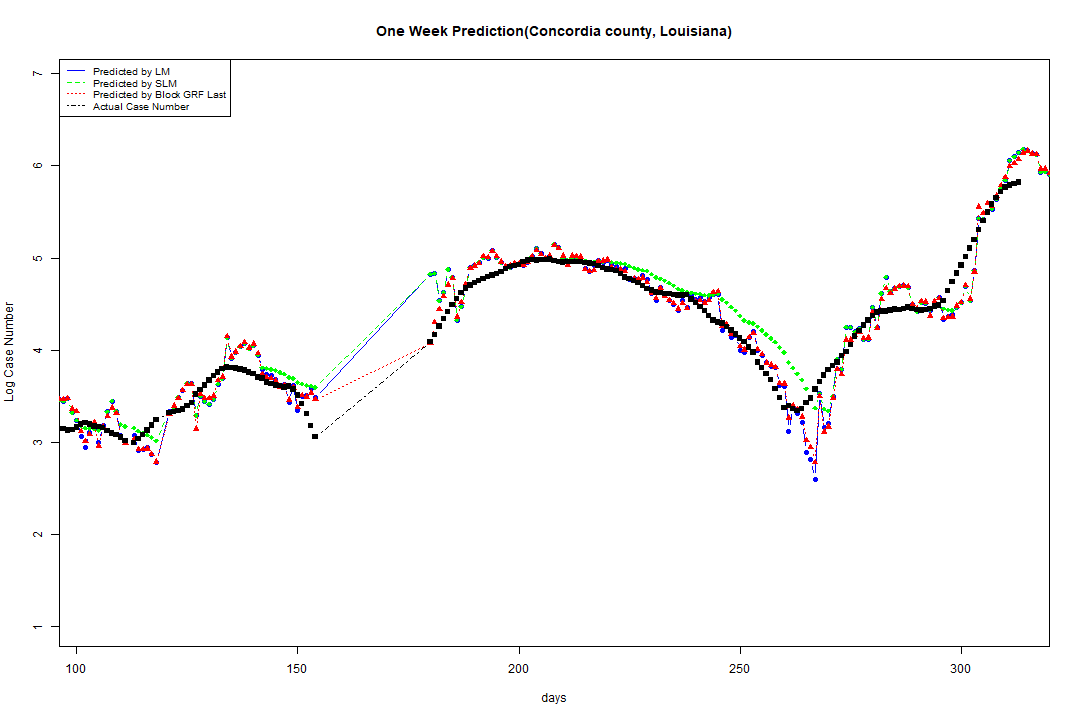 One Week Prediction(Concordia county, Louisiana)
Predicted by LM
Predicted by SLM
Predicted by Block GRF Last
Actual Case Number
7
6
5
4
3
2
1
Log Case Number
100 150 200 250 300
days